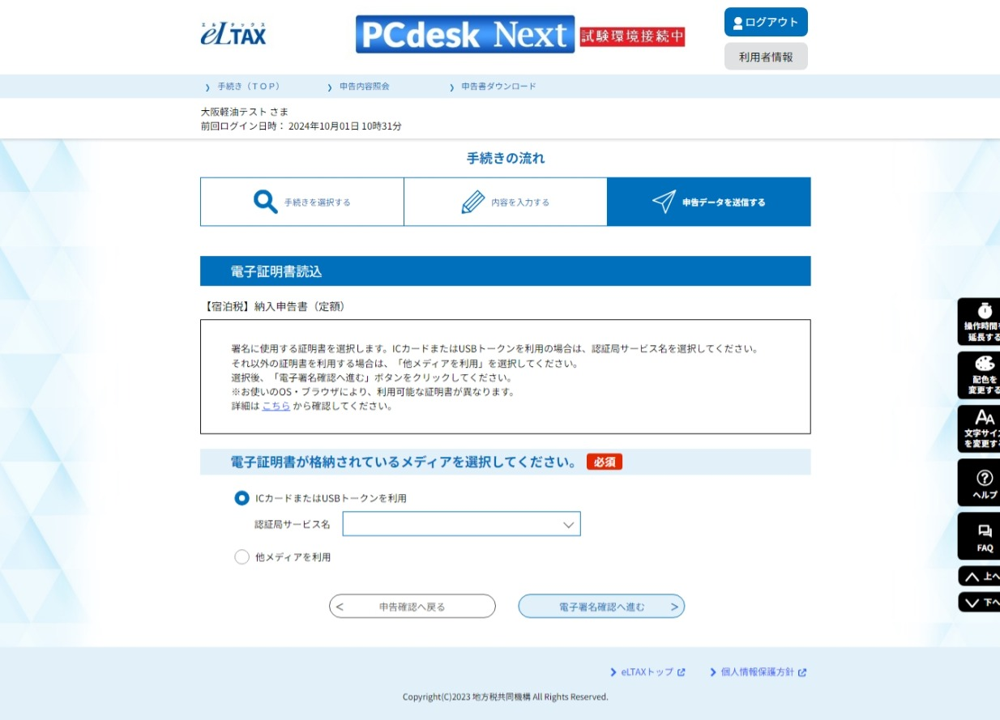 エルタックス
eLTAX
PCdesk Next
試験環境接続中
ログアウト
利用者情報
手続き（TOP）
申告内容照会
申告書ダウンロード
大阪軽油テスト さま
前回ログイン日時： 2024年10月01日 10時31分
手続きの流れ
手続きを選択する
内容を入力する
申告データを送信する
電子証明書読込
【宿泊税】納入申告書（定額）
署名に使用する証明書を選択します。ICカードまたはUSBトークンを利用の場合は、認証局サービス名を選択してください。
それ以外の証明書を利用する場合は、「他メディアを利用」を選択してください。
選択後、「電子署名確認へ進む」ボタンをクリックしてください。
※お使いのOS・ブラウザにより、利用可能な証明書が異なります。
詳細は こちら から確認してください。
電子証明書が格納されているメディアを選択してください。 必須
ICカードまたはUSBトークンを利用
認証局サービス名
他メディアを利用
< 申告確認へ戻る
電子署名確認へ進む >
操作時間を
延長する
配色を
変更する
AA
文字サイズ
を変更する
?
ヘルプ
FAQ
上へ
下へ
eLTAXトップ
個人情報保護方針
Copyright(C)2023 地方税共同機構 All Rights Reserved.